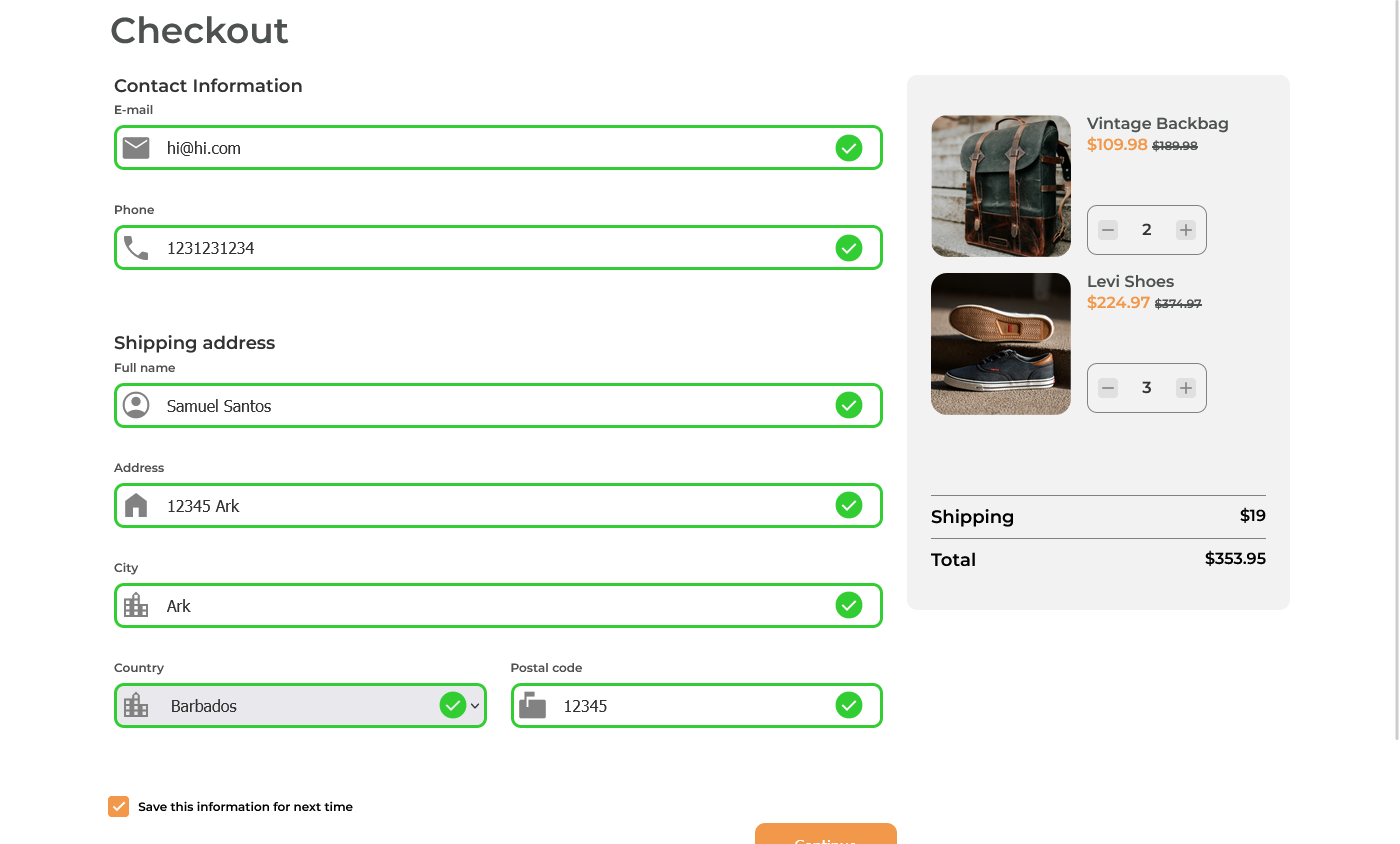 Checkout
Contact Information
E-mail
hi@hi.com
Phone
1231231234
Shipping address
Full name
Samuel Santos
Address
12345 Ark
City
Ark
Country
Postal code
Barbados
12345
Save this information for next time
Continue
Vintage Backbag
$109.98 $189.98
2
Levi Shoes
$224.97 $374.97
3
Shipping $19
Total $353.95